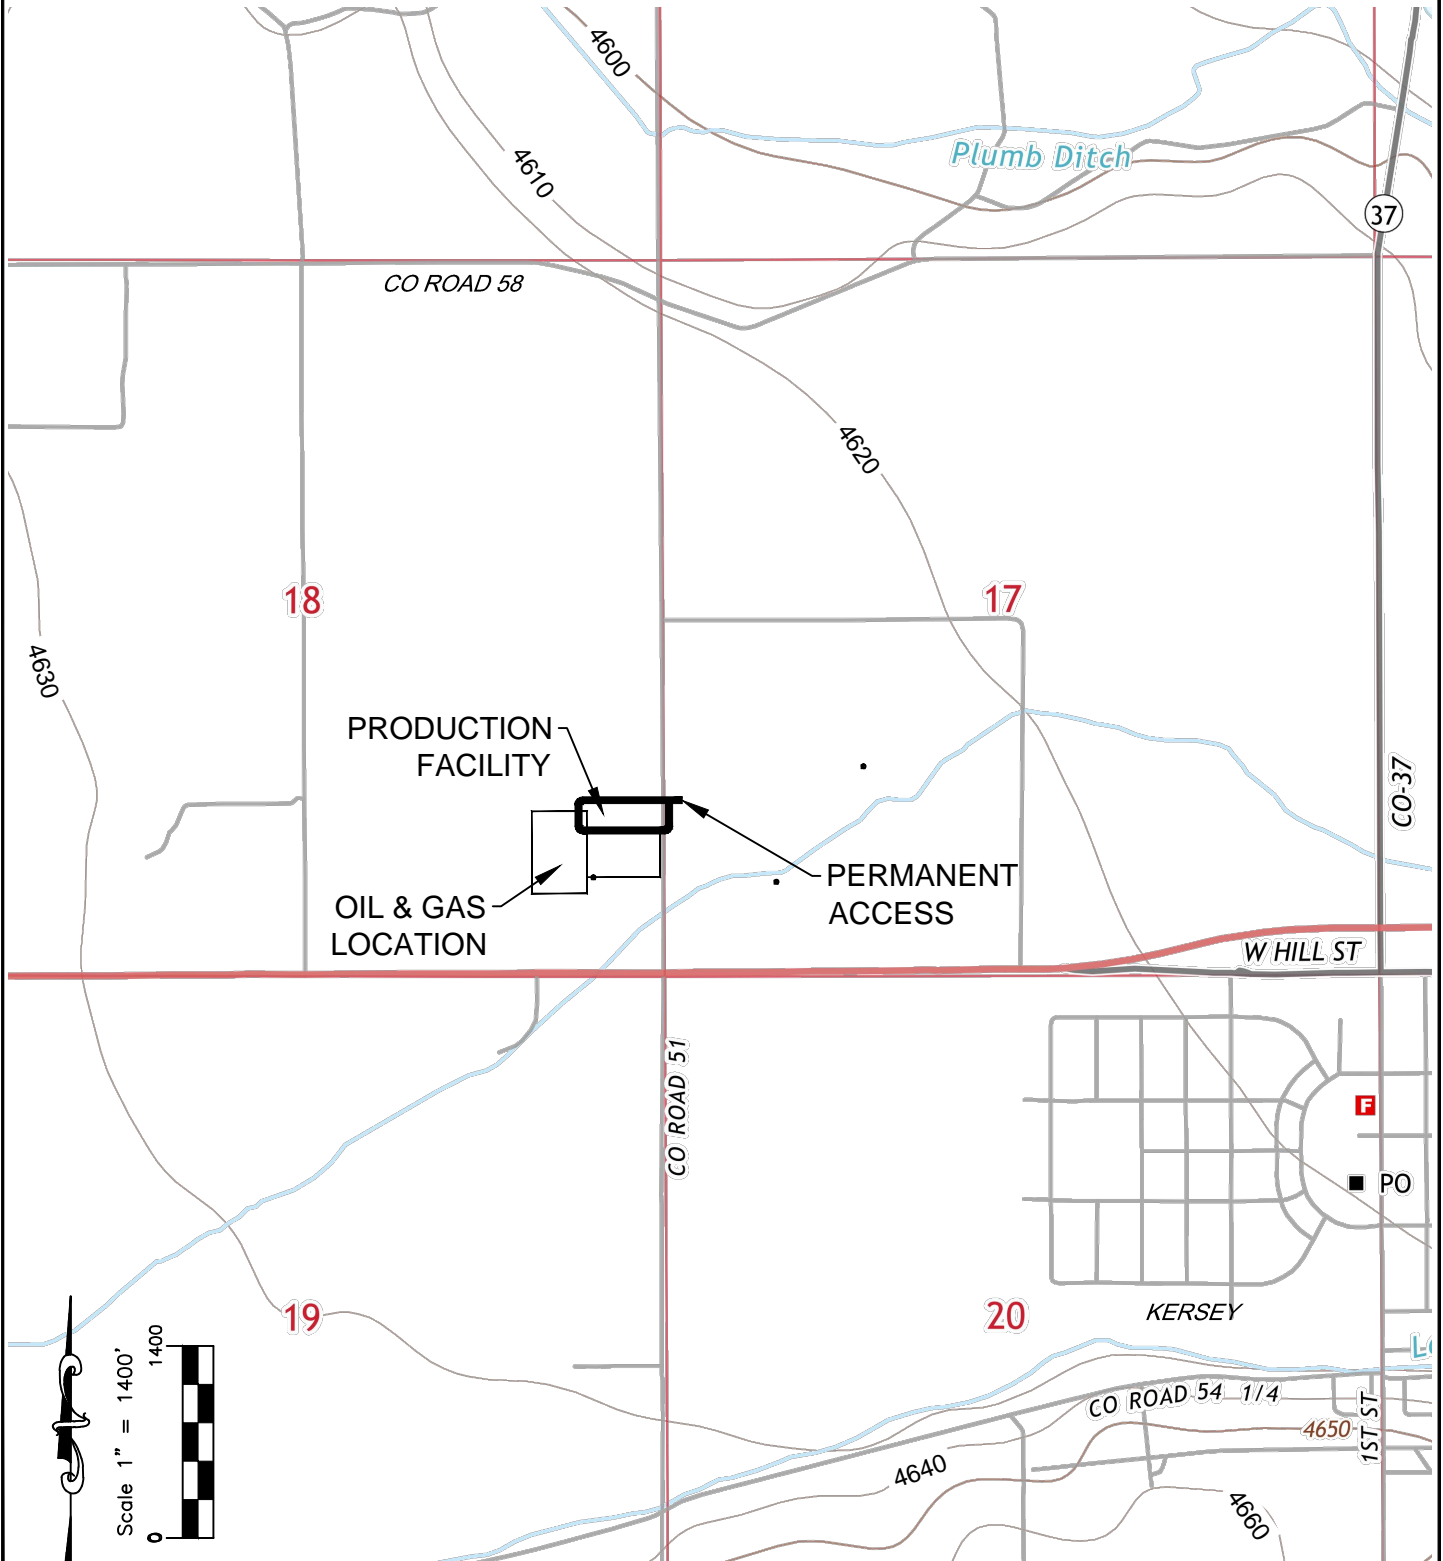 4600
4610
Plumb Ditch
37
CO ROAD 58
4620
18
17
4630
PRODUCTION
FACILITY
CO-37
PERMANENT
ACCESS
OIL & GAS
LOCATION
W HILL ST
CO ROAD 51
F
PO
19
20
KERSEY
1400
0
Scale 1" = 1400'
CO ROAD 54 1/4
1ST ST
4650
4640
4660